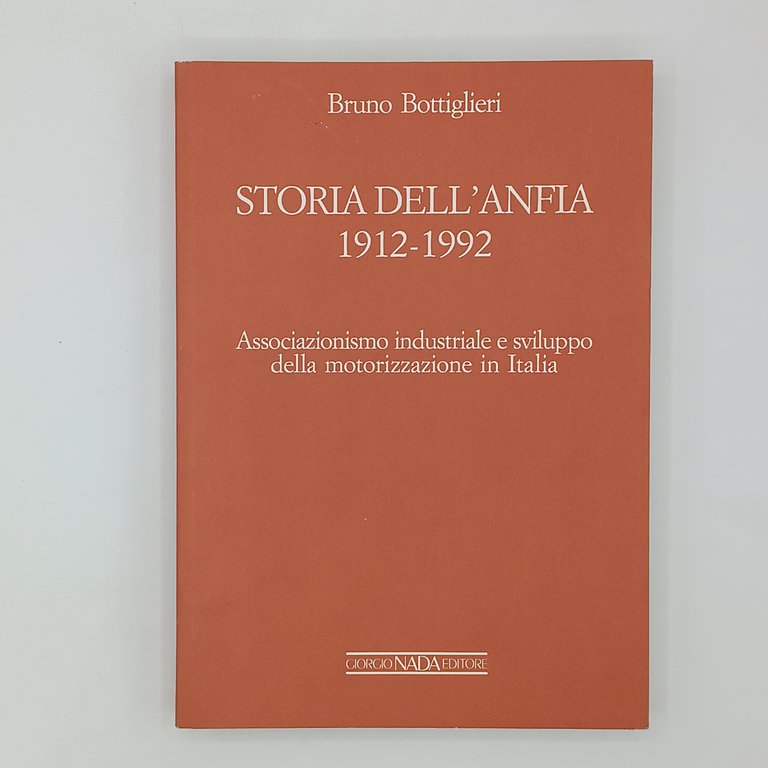 Bruno Bottiglieri
STORIA DELL'ANFIA
1912-1992
Associazionismo industriale e sviluppo
della motorizzazione in Italia
GIORGIO NADA EDITORE